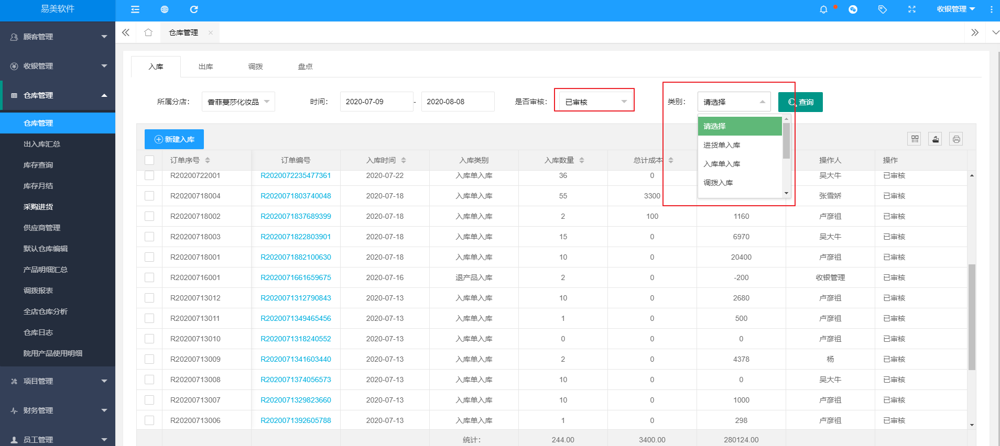 易美软件
收银管理
仓库管理
顾客管理
收银管理
仓库管理
仓库管理
出入库汇总
库存查询
库存月结
采购进货
供应商管理
默认仓库编辑
产品明细汇总
调拨报表
全店仓库分析
仓库日志
院用产品使用明细
项目管理
财务管理
员工管理
入库 出库 调拨 盘点
所属分店: 香菲蔓莎化妆品 时间: 2020-07-09 - 2020-08-08 是否审核: 已审核 类别: 请选择 查询
请选择
进货单入库
入库单入库
调拨入库
新建入库
订单序号 订单编号 入库时间 入库类别 入库数量 总计成本 操作人 操作
R20200722001 R2020072235477361 2020-07-22 入库单入库 36 0 吴大牛 已审核
R20200718004 R2020071803740048 2020-07-18 入库单入库 55 3300 张雪娇 已审核
R20200718002 R2020071837689399 2020-07-18 入库单入库 2 100 1160 卢彦祖 已审核
R20200718003 R2020071822803901 2020-07-18 入库单入库 15 0 6970 吴大牛 已审核
R20200718001 R2020071882100630 2020-07-18 入库单入库 10 0 20400 卢彦祖 已审核
R20200716001 R2020071661659675 2020-07-16 退产品入库 2 0 -200 收银管理 已审核
R20200713012 R2020071312790843 2020-07-13 入库单入库 10 0 2680 卢彦祖 已审核
R20200713011 R2020071349465456 2020-07-13 入库单入库 1 0 500 卢彦祖 已审核
R20200713010 R2020071318240552 2020-07-13 入库单入库 0 0 0 卢彦祖 已审核
R20200713009 R2020071341603440 2020-07-13 入库单入库 2 0 4378 杨 已审核
R20200713008 R2020071374056573 2020-07-13 入库单入库 10 0 0 吴大牛 已审核
R20200713007 R2020071329823660 2020-07-13 入库单入库 10 0 1000 卢彦祖 已审核
R20200713006 R2020071392605788 2020-07-13 入库单入库 1 0 298 卢彦祖 已审核
统计: 244.00 3400.00 280124.00